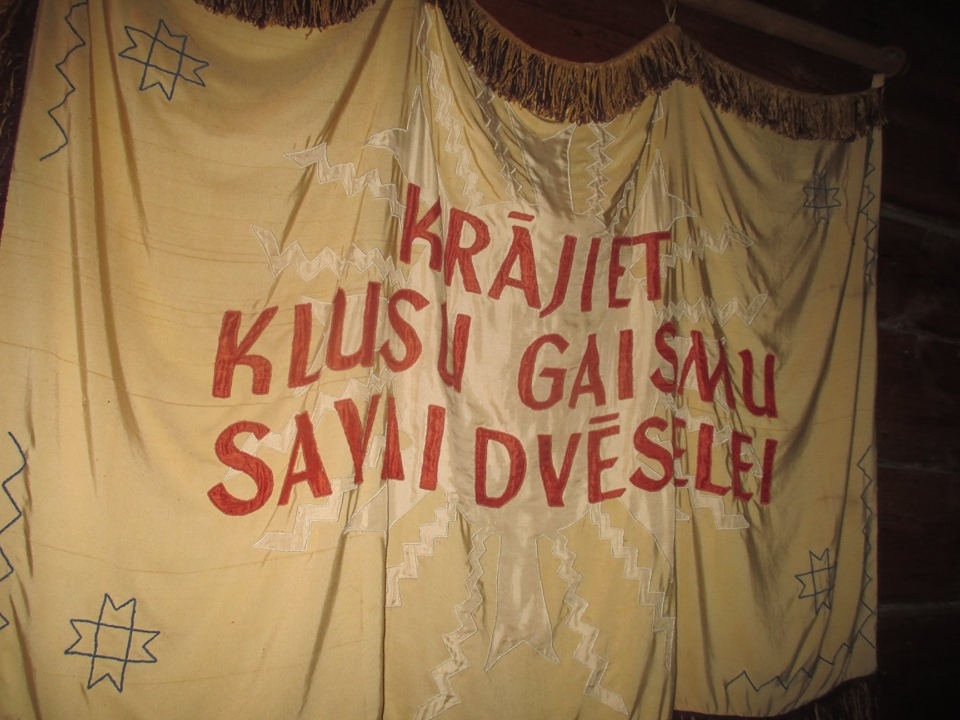 KRĀJIET
KLUSU GAISMU
SAVAI DVĒSELEI